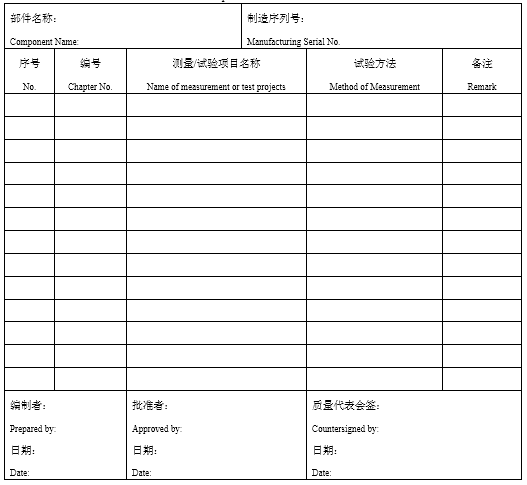 部件名称：
制造序列号：
Component Name:
Manufacturing Serial No.
序号
编号
测量/试验项目名称
试验方法
备注
No.
Chapter No.
Name of measurement or test projects
Method of Measurement
Remark
编制者：
批准者：
质量代表会签：
Prepared by:
Approved by:
Countersigned by:
日期：
日期：
日期：
Date:
Date:
Date: